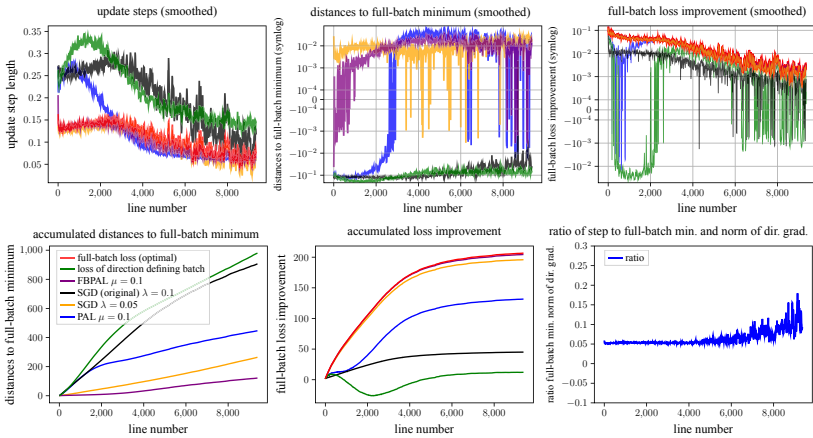 update steps (smoothed)
update step length
0.35
0.30
0.25
0.20
0.15
0.10
0.05
0
2,000
4,000
6,000
8,000
line number
distances to full-batch minimum (smoothed)
distances to full-batch minimum (symlog)
10⁻²
10⁻³
10⁻⁴
0
−10⁻⁴
−10⁻³
−10⁻²
−10⁻¹
0
2,000
4,000
6,000
8,000
line number
full-batch loss improvement (smoothed)
full-batch loss improvement (symlog)
10⁻¹
10⁻²
10⁻³
10⁻⁴
0
−10⁻⁴
−10⁻³
−10⁻²
0
2,000
4,000
6,000
8,000
line number
accumulated distances to full-batch minimum
distances to full-batch minimum
1,000
800
600
400
200
0
full-batch loss (optimal)
loss of direction defining batch
FBPAL μ = 0.1
SGD (original) λ = 0.1
SGD λ = 0.05
PAL μ = 0.1
0
2,000
4,000
6,000
8,000
line number
accumulated loss improvement
full-batch loss improvement
200
150
100
50
0
0
2,000
4,000
6,000
8,000
line number
ratio of step to full-batch min. and norm of dir. grad.
ratio full-batch min. norm of dir. grad.
0.3
0.25
0.2
0.15
0.1
0.05
0
−0.05
−0.1
ratio
0
2,000
4,000
6,000
8,000
line number